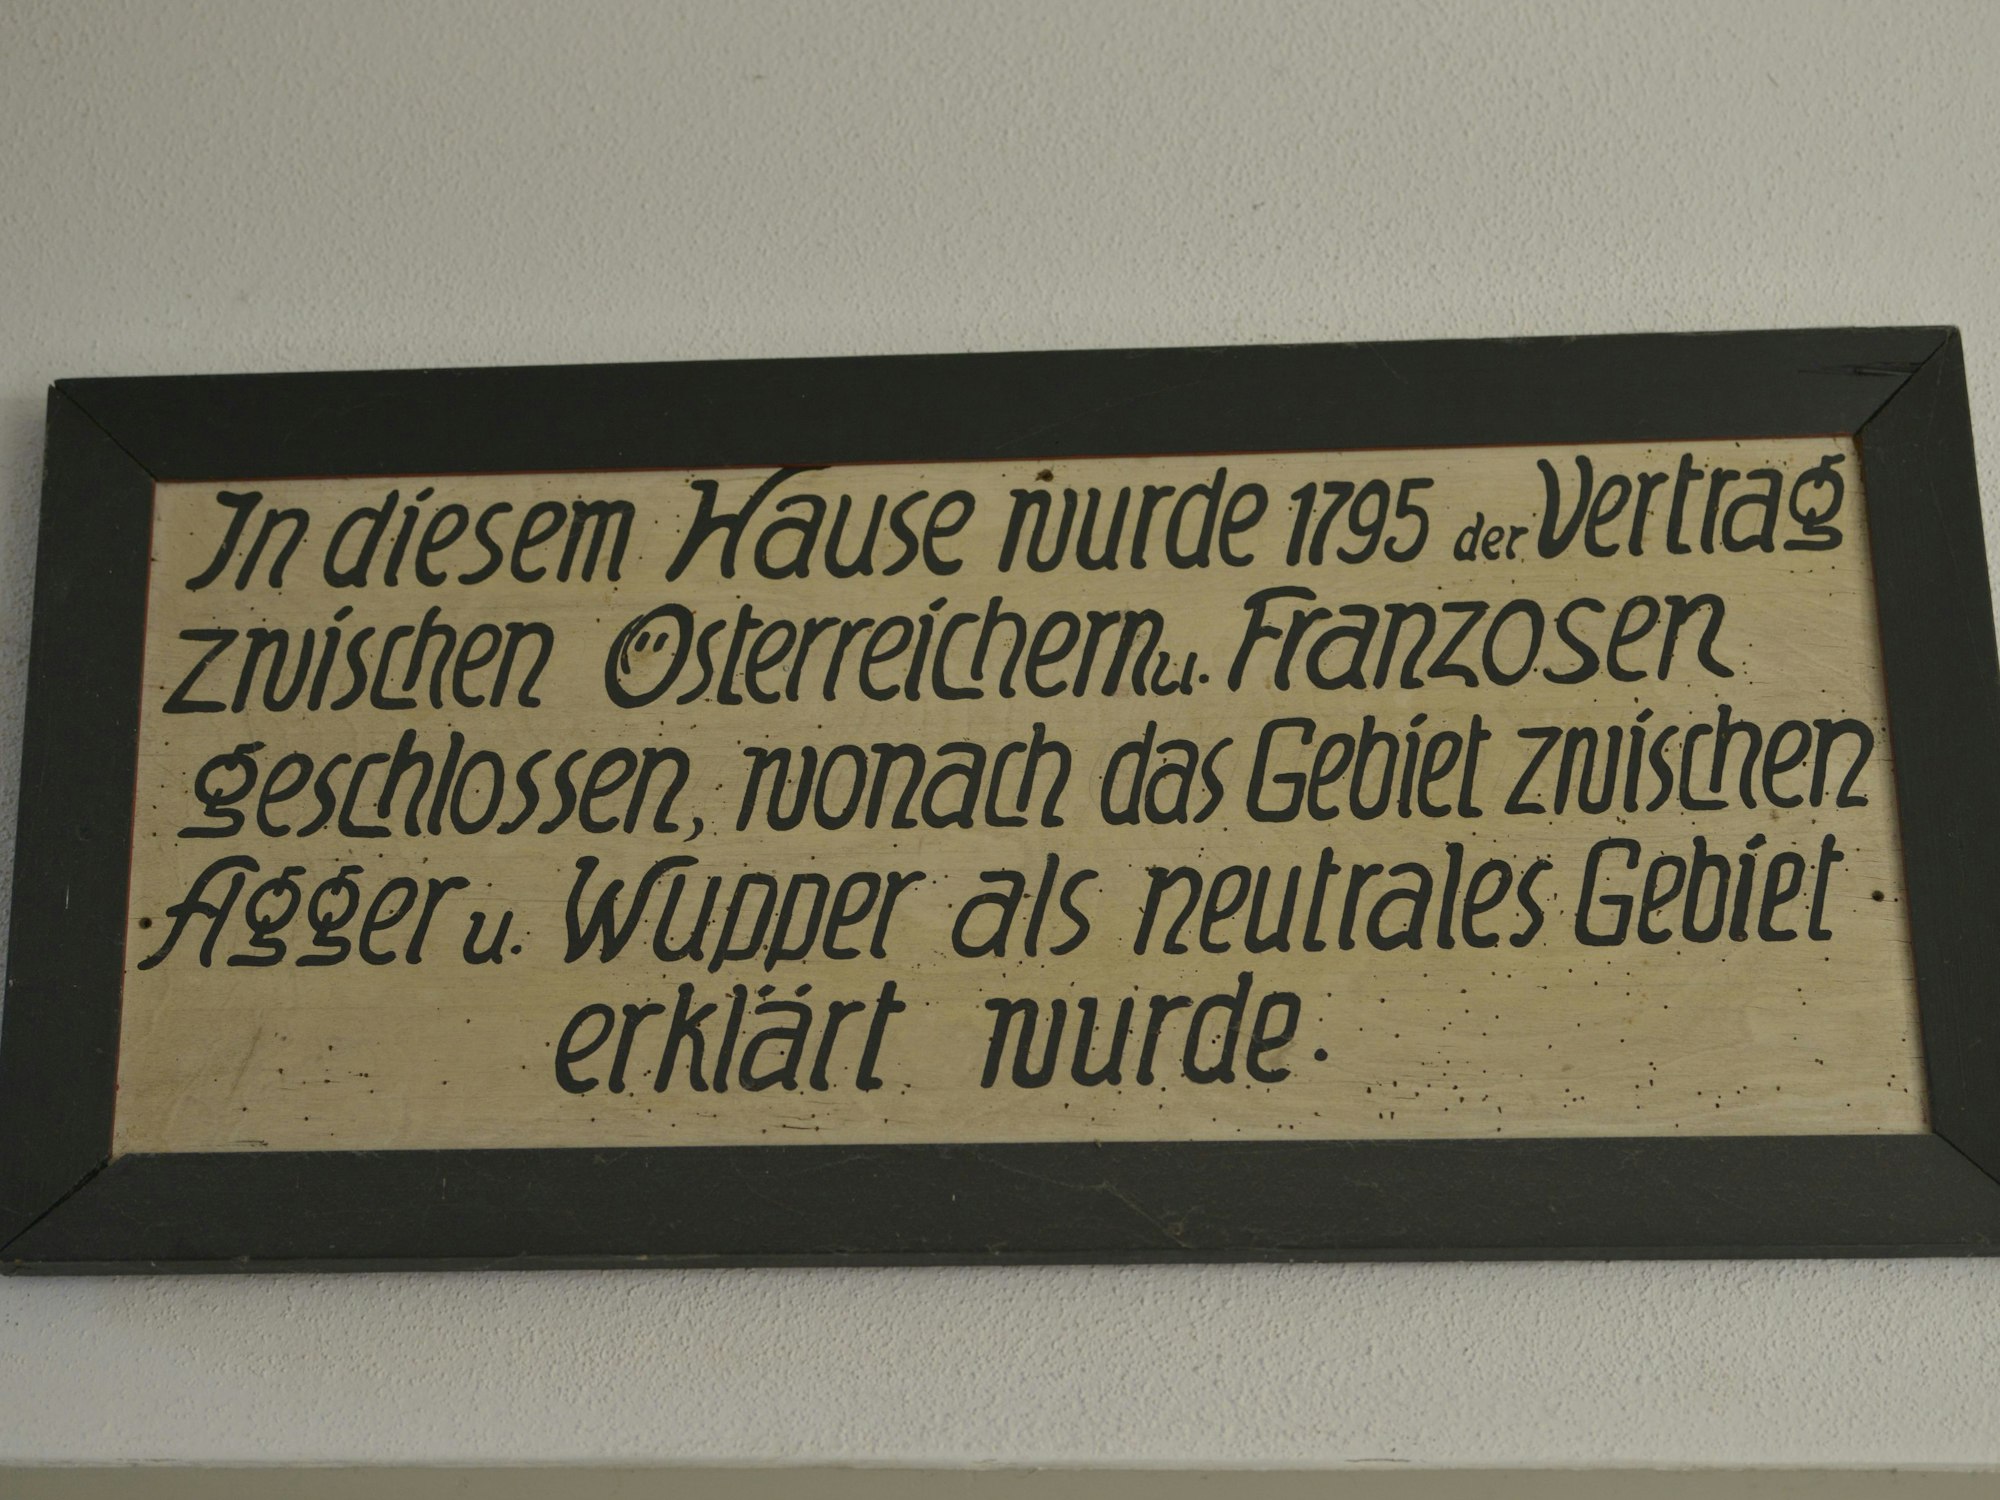 In diesem Hause wurde 1795 der Vertrag
zwischen Österreichern u. Franzosen
geschlossen, wonach das Gebiet zwischen
Agger u. Wupper als neutrales Gebiet
erklärt wurde.